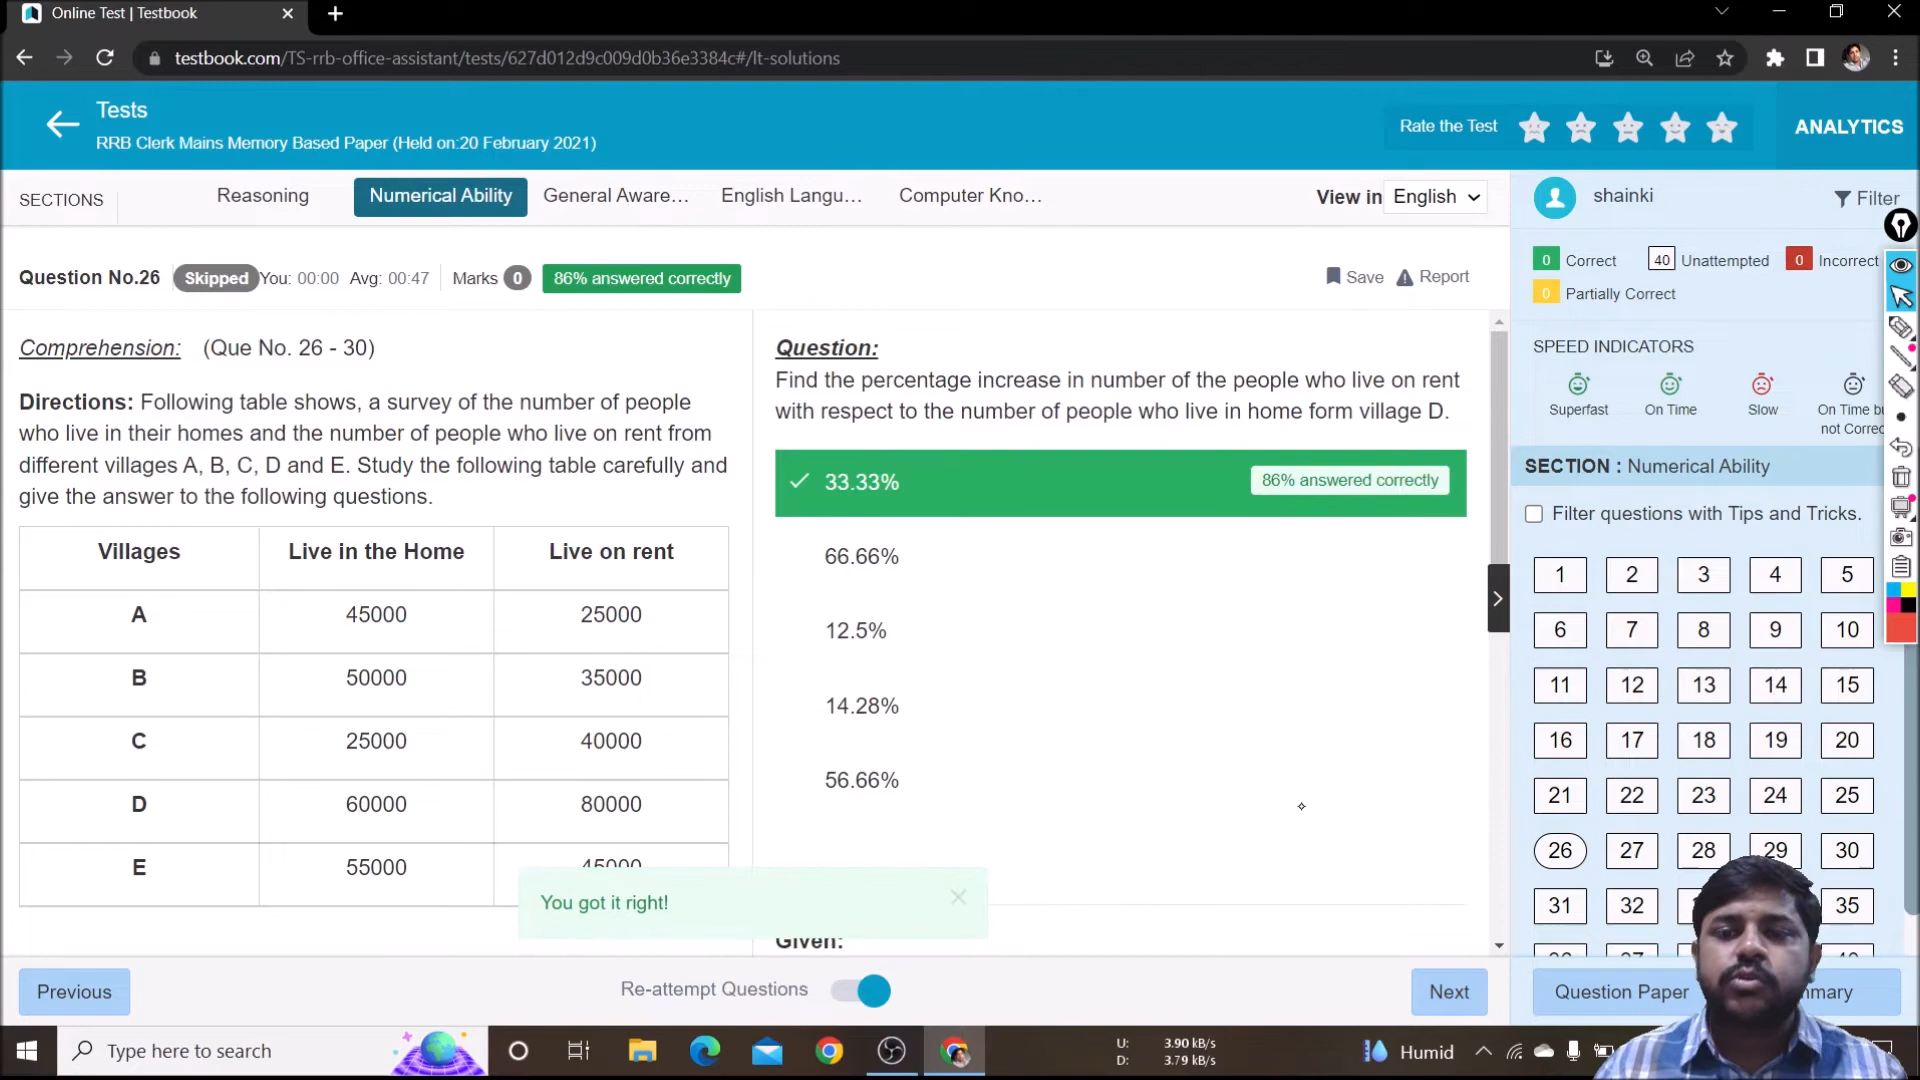 Online Test | Testbook
testbook.com/TS-rrb-office-assistant/tests/627d012d9c009d0b36e3384c#/lt-solutions
Tests
RRB Clerk Mains Memory Based Paper (Held on:20 February 2021)
Rate the Test
ANALYTICS
SECTIONS
Reasoning
Numerical Ability
General Aware...
English Langu...
Computer Kno...
View in English
shainki
Filter
Question No.26
Skipped
You: 00:00
Avg: 00:47
Marks 0
86% answered correctly
Save
Report
0 Correct
40 Unattempted
0 Incorrect
0 Partially Correct
Comprehension: (Que No. 26 - 30)
Directions: Following table shows, a survey of the number of people
who live in their homes and the number of people who live on rent from
different villages A, B, C, D and E. Study the following table carefully and
give the answer to the following questions.
Villages Live in the Home Live on rent
A 45000 25000
B 50000 35000
C 25000 40000
D 60000 80000
E 55000 45000
Question:
Find the percentage increase in number of the people who live on rent
with respect to the number of people who live in home form village D.
33.33%
86% answered correctly
66.66%
12.5%
14.28%
56.66%
You got it right!
Given:
SPEED INDICATORS
Superfast
On Time
Slow
On Time bu
not Correc
SECTION : Numerical Ability
Filter questions with Tips and Tricks.
1 2 3 4 5
6 7 8 9 10
11 12 13 14 15
16 17 18 19 20
21 22 23 24 25
26 27 28 29 30
31 32 35
Previous
Re-attempt Questions
Next
Question Paper
mmary
Type here to search
U: 3.90 kB/s
D: 3.79 kB/s
Humid